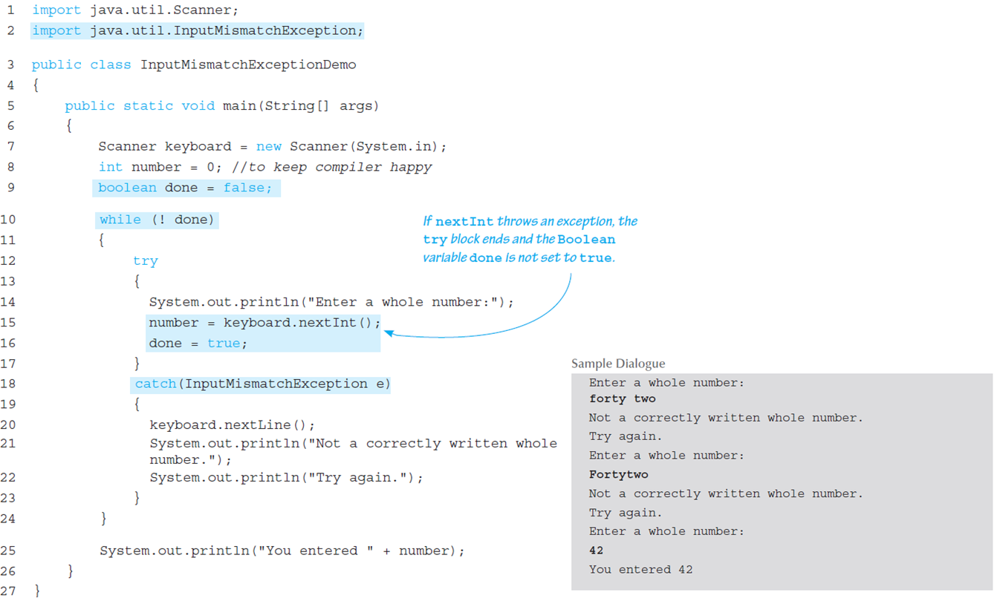 1 import java.util.Scanner;
2 import java.util.InputMismatchException;
3 public class InputMismatchExceptionDemo
4 {
5 public static void main(String[] args)
6 {
7 Scanner keyboard = new Scanner(System.in);
8 int number = 0; //to keep compiler happy
9 boolean done = false;
10 while (! done)
11 {
12 try
13 {
14 System.out.println("Enter a whole number:");
15 number = keyboard.nextInt();
16 done = true;
17 }
18 catch(InputMismatchException e)
19 {
20 keyboard.nextLine();
21 System.out.println("Not a correctly written whole
number.");
22 System.out.println("Try again.");
23 }
24 }
25 System.out.println("You entered " + number);
26 }
27 }
If nextInt throws an exception, the
try block ends and the Boolean
variable done is not set to true.
Sample Dialogue
Enter a whole number:
forty two
Not a correctly written whole number.
Try again.
Enter a whole number:
Fortytwo
Not a correctly written whole number.
Try again.
Enter a whole number:
42
You entered 42